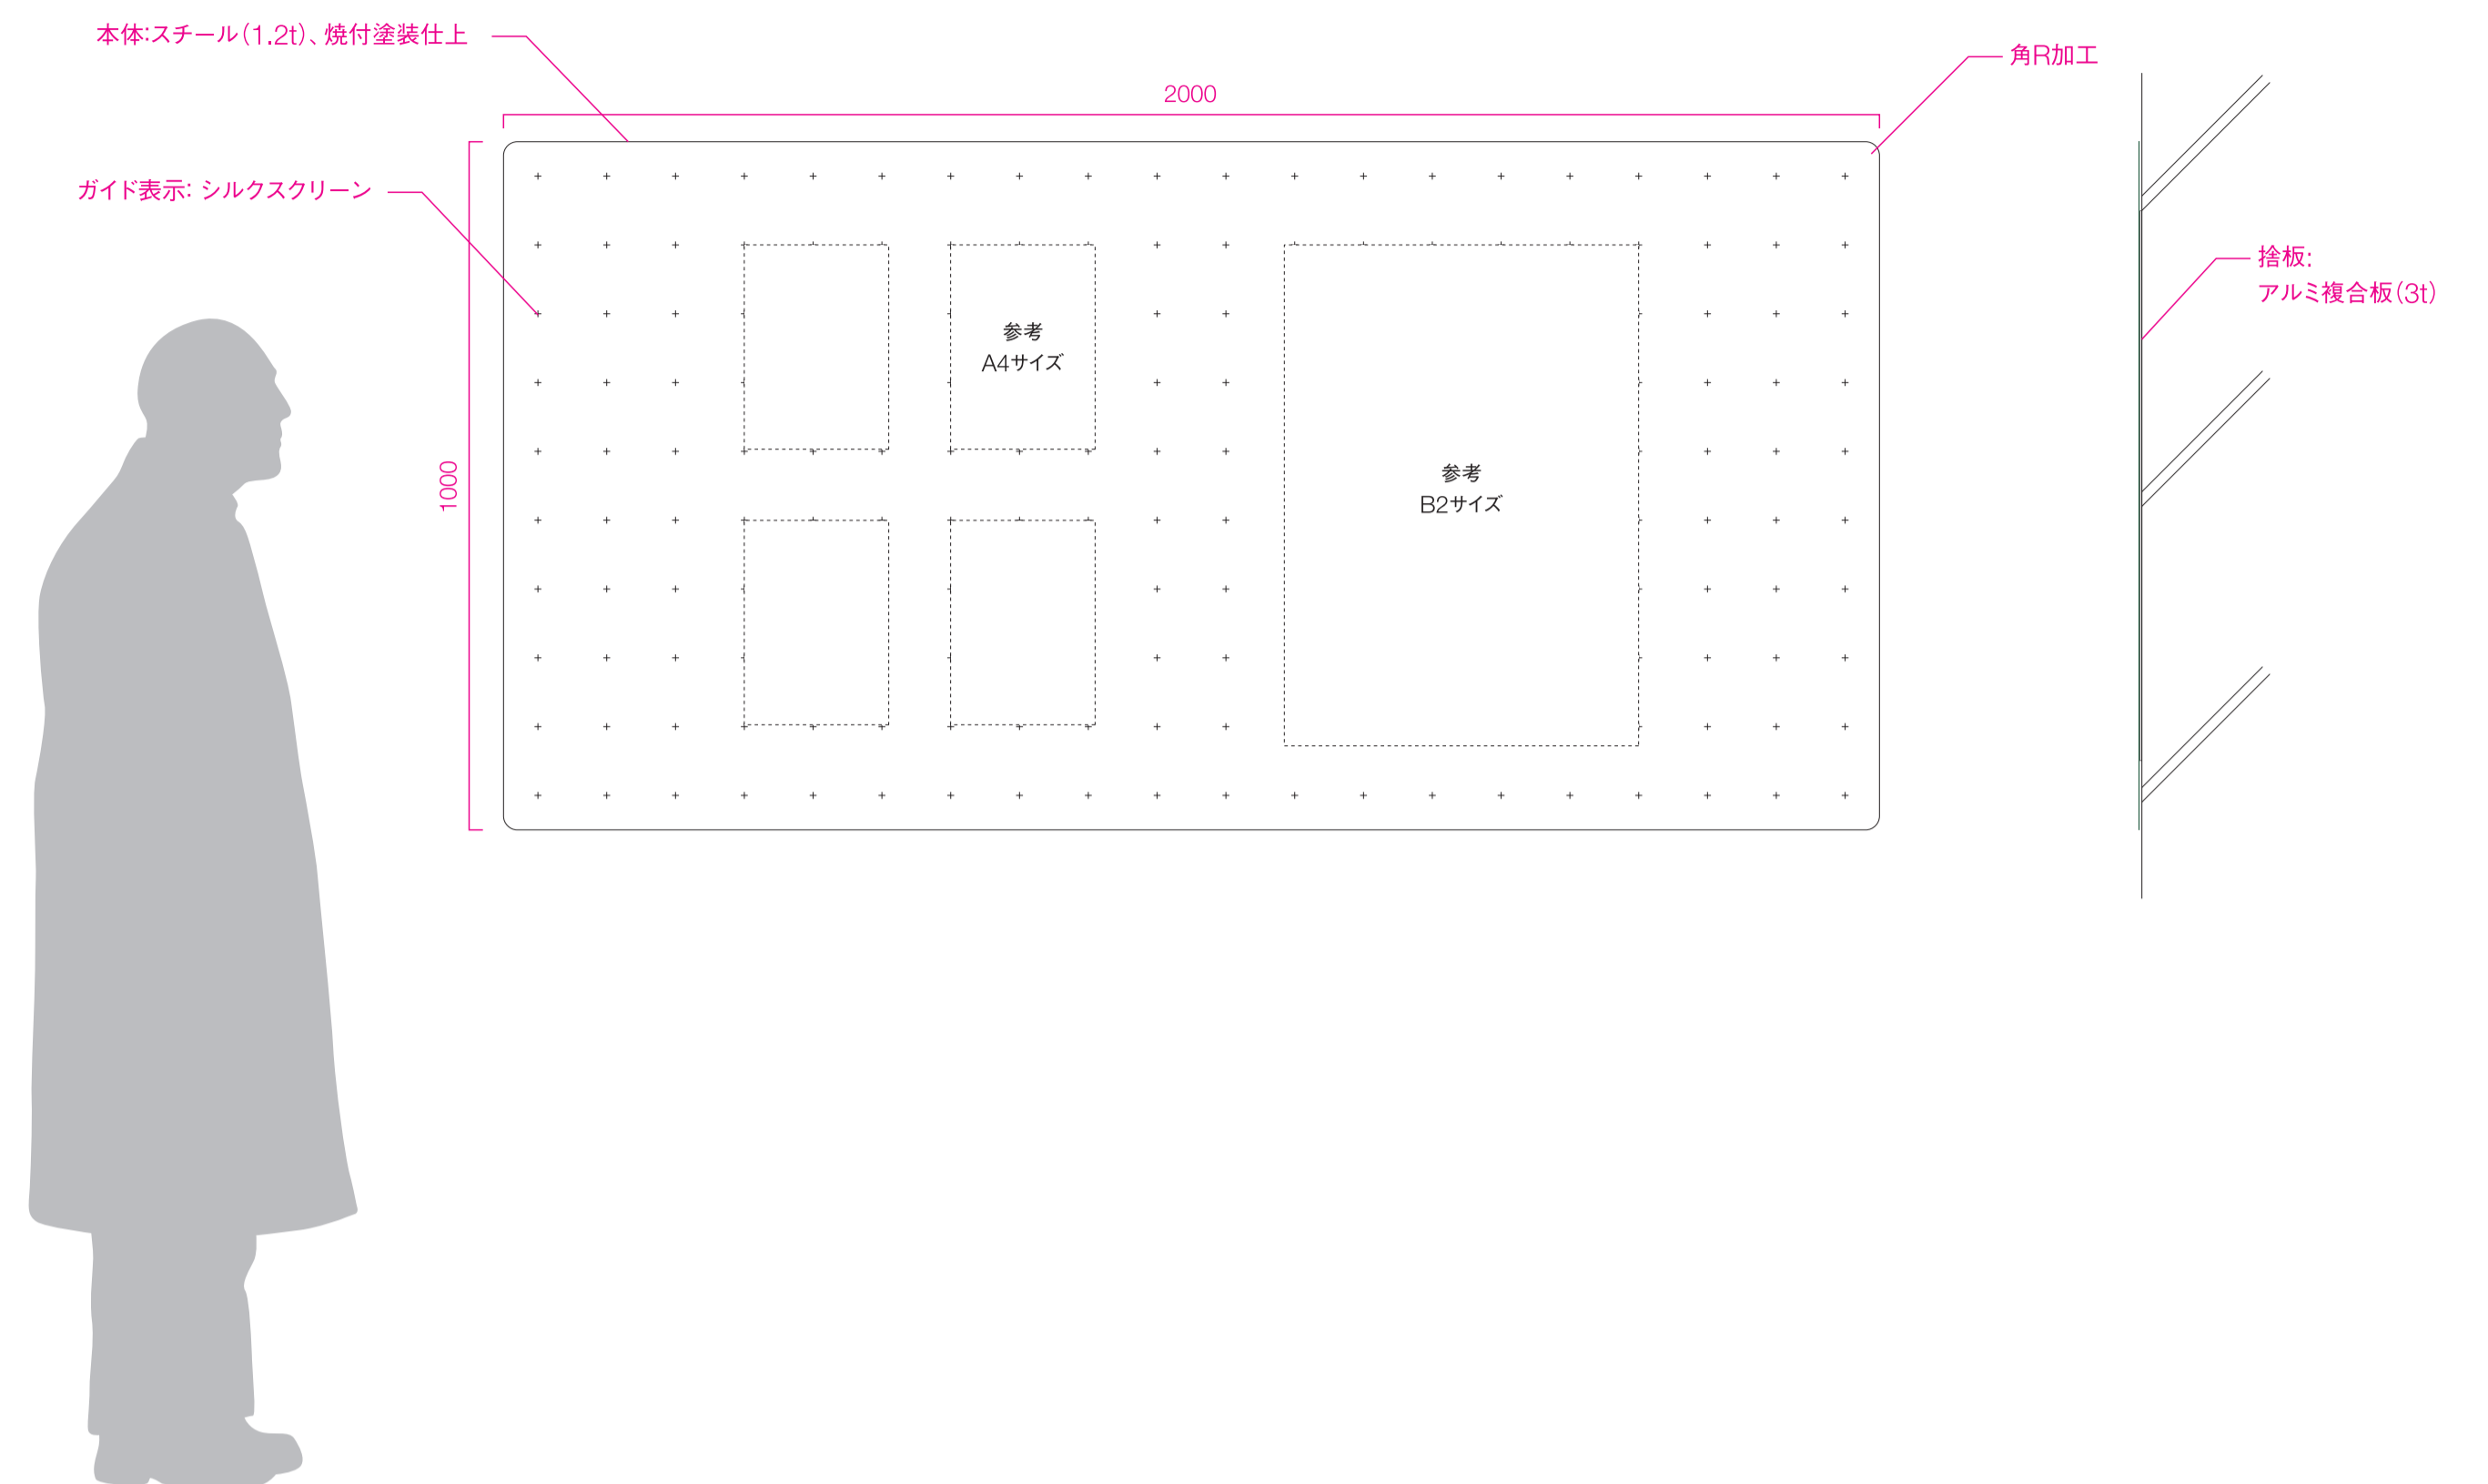 本体:スチール(1.2t)、焼付塗装仕上
角R加工
2000
ガイド表示: シルクスクリーン
捨板:
アルミ複合板(3t)
参考
A4サイズ
1000
参考
B2サイズ